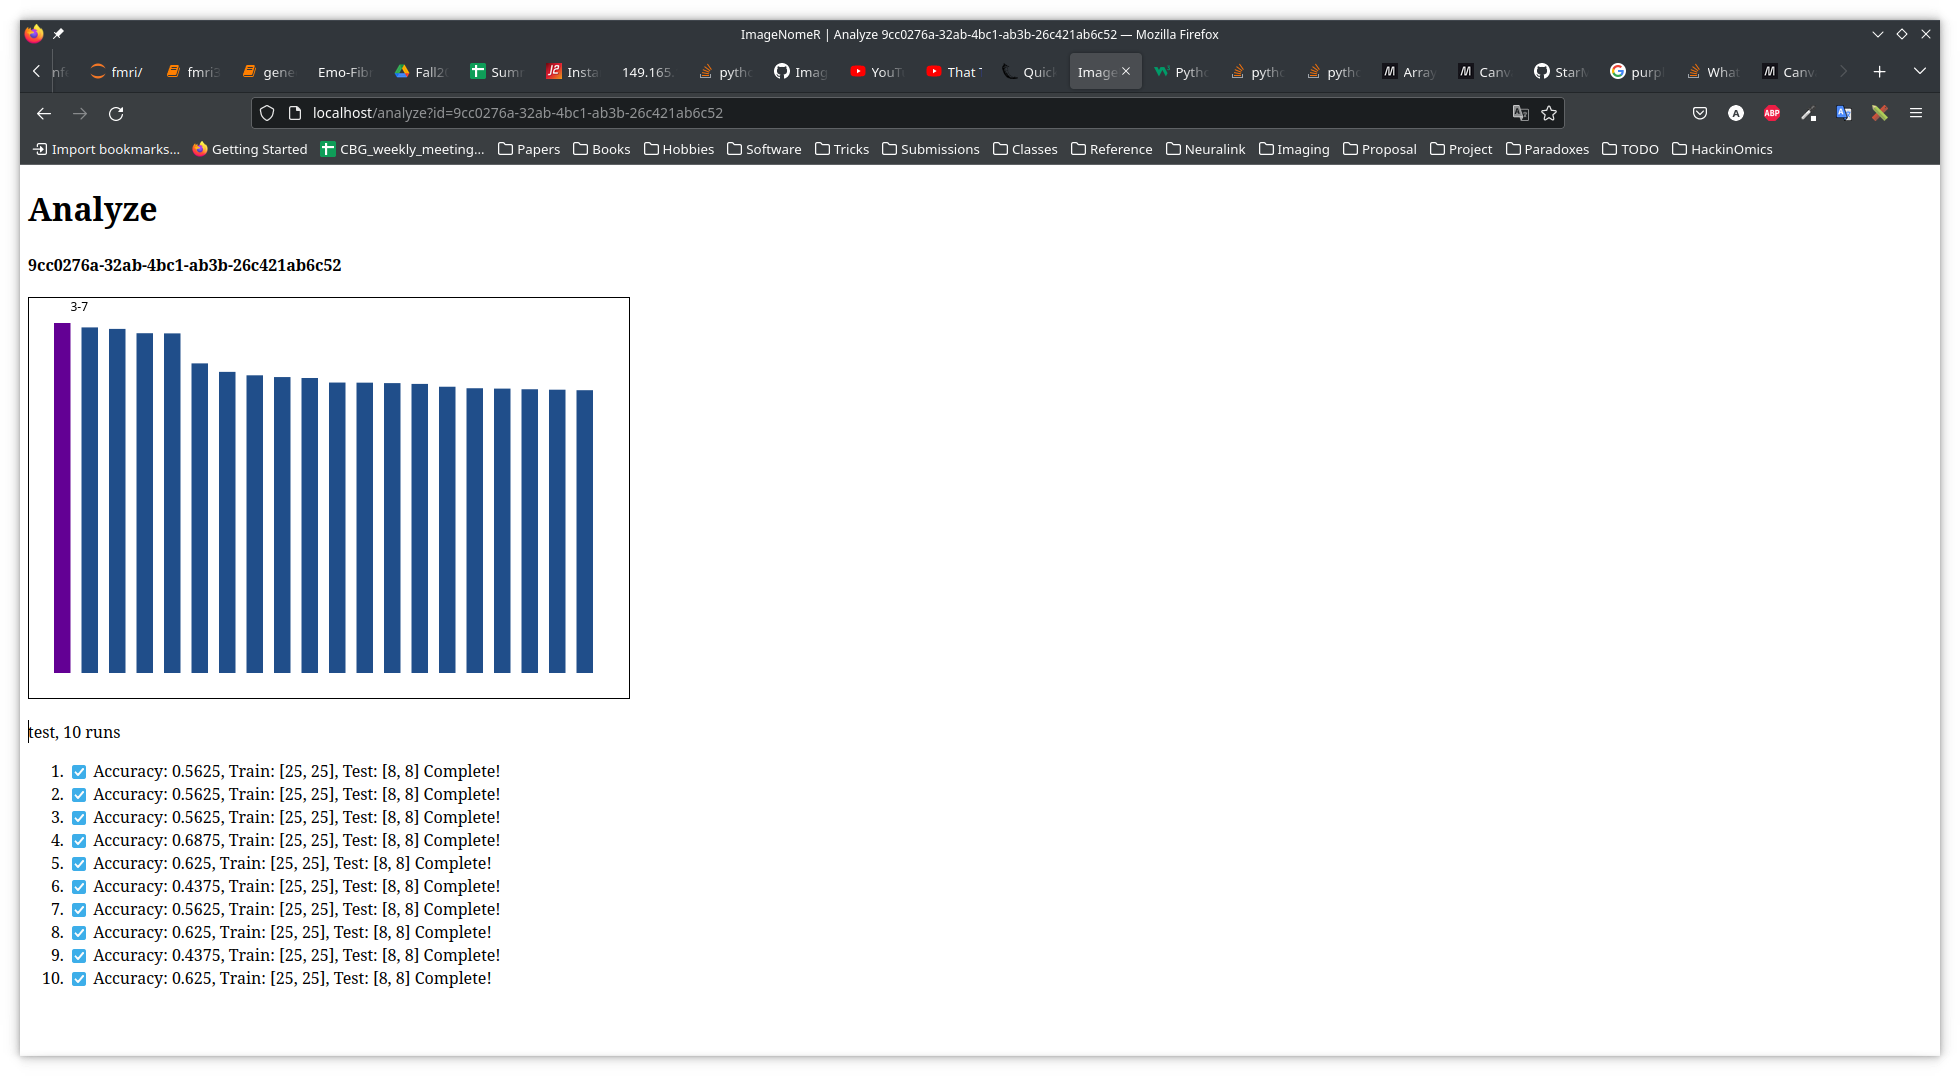 ImageNomeR | Analyze 9cc0276a-32ab-4bc1-ab3b-26c421ab6c52 — Mozilla Firefox
fmri/ fmri3 gene Emo-Fib Fall20 Sum Insta 149.165. pytho Imag YouT That Quic Image Pytho pytho pytho Array Canv StarM purp What Canv
localhost/analyze?id=9cc0276a-32ab-4bc1-ab3b-26c421ab6c52 A ABP
Import bookmarks... Getting Started CBG_weekly_meeting... Papers Books Hobbies Software Tricks Submissions Classes Reference Neuralink Imaging Proposal Project Paradoxes TODO HackinOmics
Analyze
9cc0276a-32ab-4bc1-ab3b-26c421ab6c52
3-7
test, 10 runs
1. Accuracy: 0.5625, Train: [25, 25], Test: [8, 8] Complete!
2. Accuracy: 0.5625, Train: [25, 25], Test: [8, 8] Complete!
3. Accuracy: 0.5625, Train: [25, 25], Test: [8, 8] Complete!
4. Accuracy: 0.6875, Train: [25, 25], Test: [8, 8] Complete!
5. Accuracy: 0.625, Train: [25, 25], Test: [8, 8] Complete!
6. Accuracy: 0.4375, Train: [25, 25], Test: [8, 8] Complete!
7. Accuracy: 0.5625, Train: [25, 25], Test: [8, 8] Complete!
8. Accuracy: 0.625, Train: [25, 25], Test: [8, 8] Complete!
9. Accuracy: 0.4375, Train: [25, 25], Test: [8, 8] Complete!
10. Accuracy: 0.625, Train: [25, 25], Test: [8, 8] Complete!